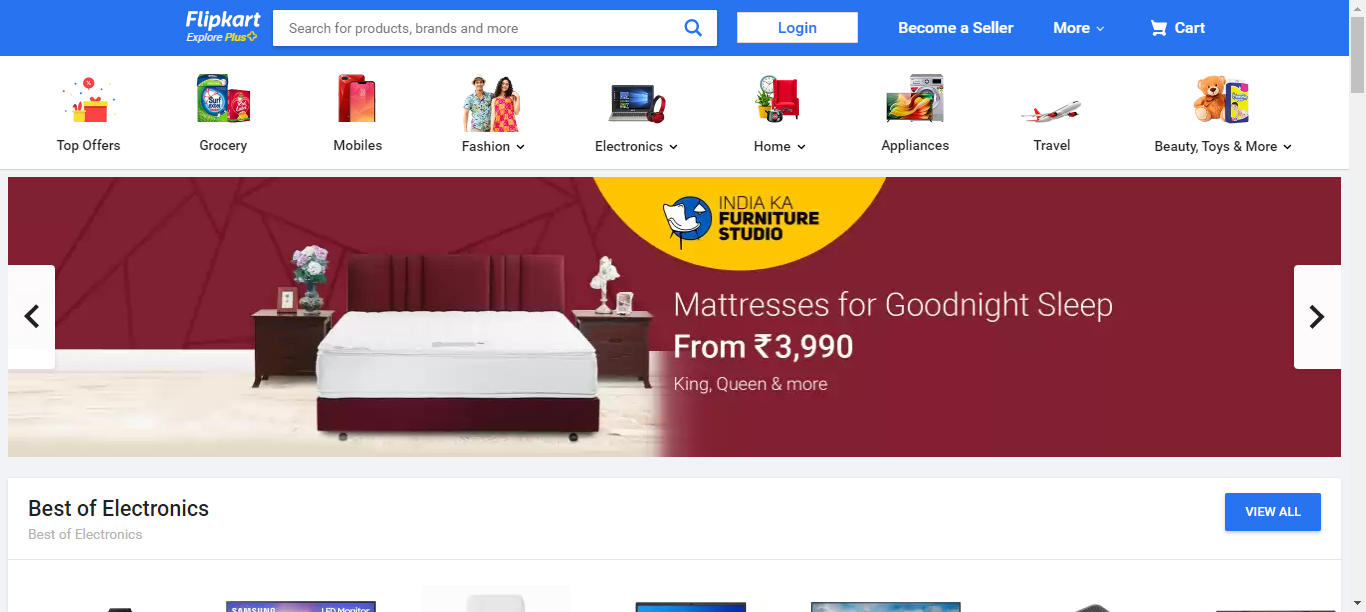 Flipkart
Explore Plus
Search for products, brands and more
Login
Become a Seller
More
Cart
Top Offers
Grocery
Mobiles
Fashion
Electronics
Home
Appliances
Travel
Beauty, Toys & More
INDIA KA
FURNITURE
STUDIO
Mattresses for Goodnight Sleep
From ₹3,990
King, Queen & more
Best of Electronics
Best of Electronics
VIEW ALL
SAMSUNG LED Monitor